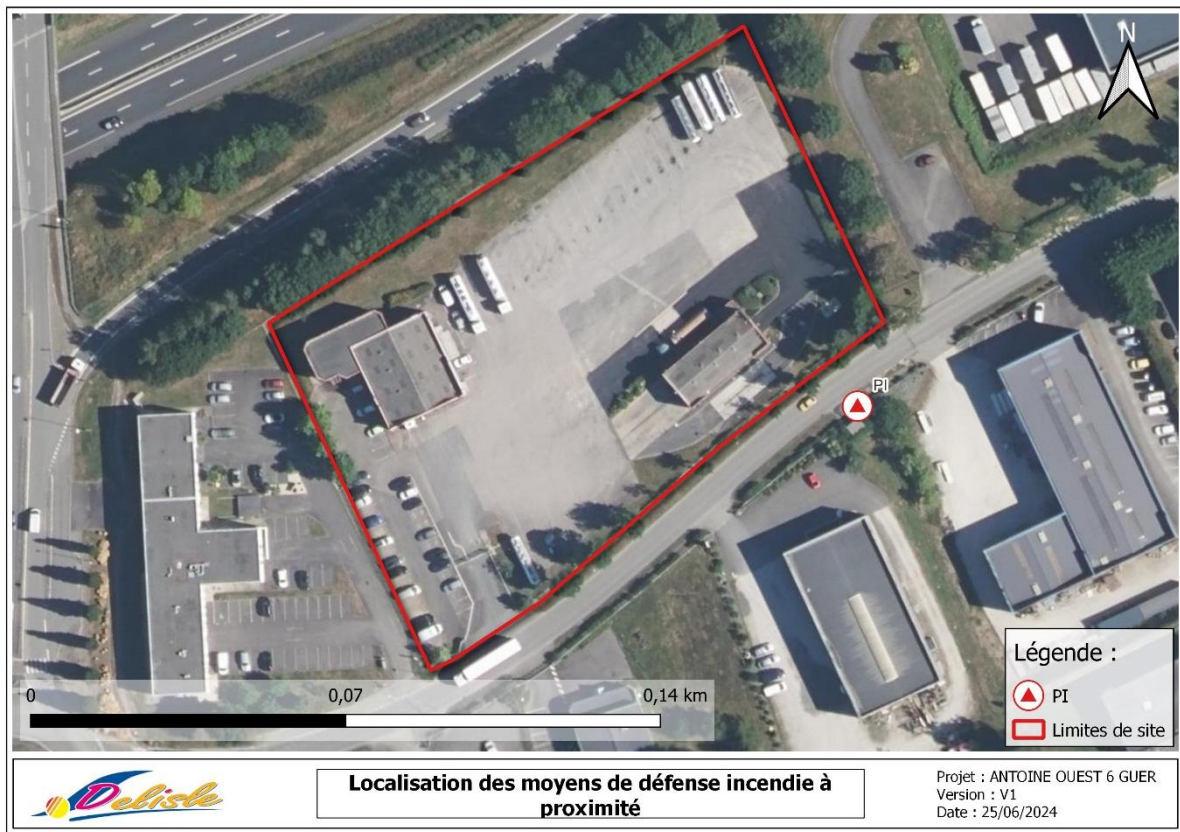 N
PI
Légende :
PI
Limites de site
0 0,07 0,14 km
Delisle
Localisation des moyens de défense incendie à
proximité
Projet : ANTOINE OUEST 6 GUER
Version : V1
Date : 25/06/2024